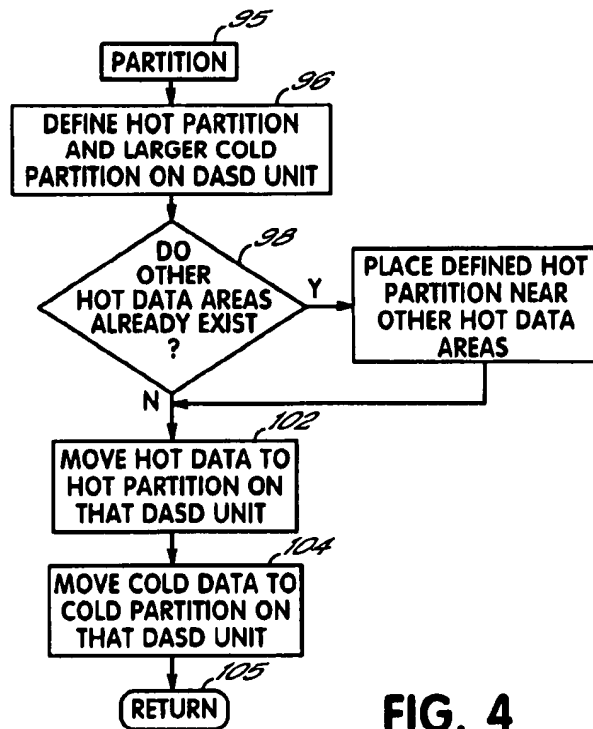 95
PARTITION
96
DEFINE HOT PARTITION
AND LARGER COLD
PARTITION ON DASD UNIT
98
DO
OTHER
HOT DATA AREAS
ALREADY EXIST
?
Y
PLACE DEFINED HOT
PARTITION NEAR
OTHER HOT DATA
AREAS
N
102
MOVE HOT DATA TO
HOT PARTITION ON
THAT DASD UNIT
104
MOVE COLD DATA TO
COLD PARTITION ON
THAT DASD UNIT
105
RETURN
FIG. 4